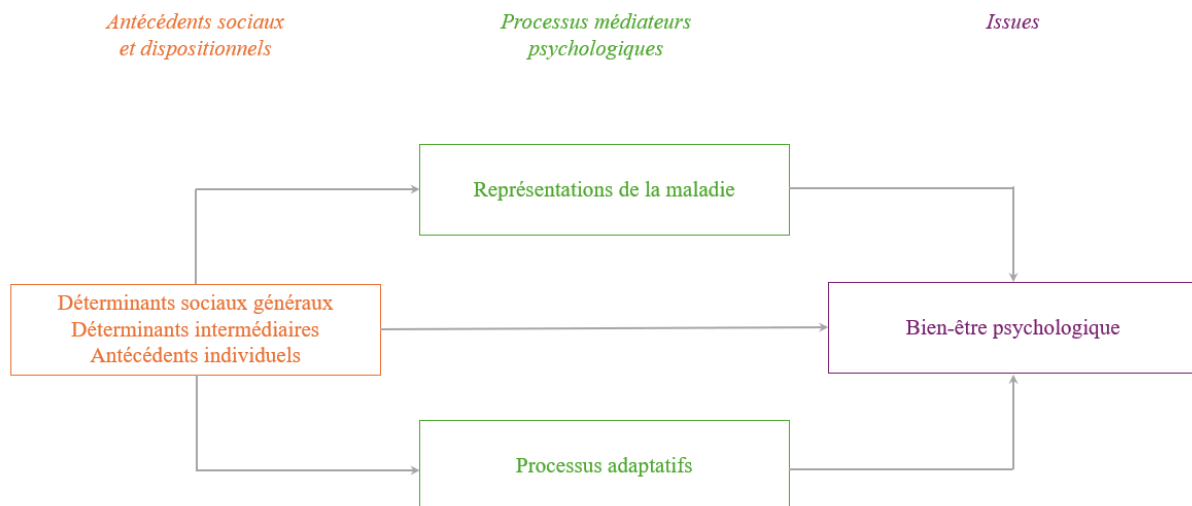 Antécédents sociaux
et dispositionnels
Processus médiateurs
psychologiques
Issues
Représentations de la maladie
Déterminants sociaux généraux
Déterminants intermédiaires
Antécédents individuels
Bien-être psychologique
Processus adaptatifs